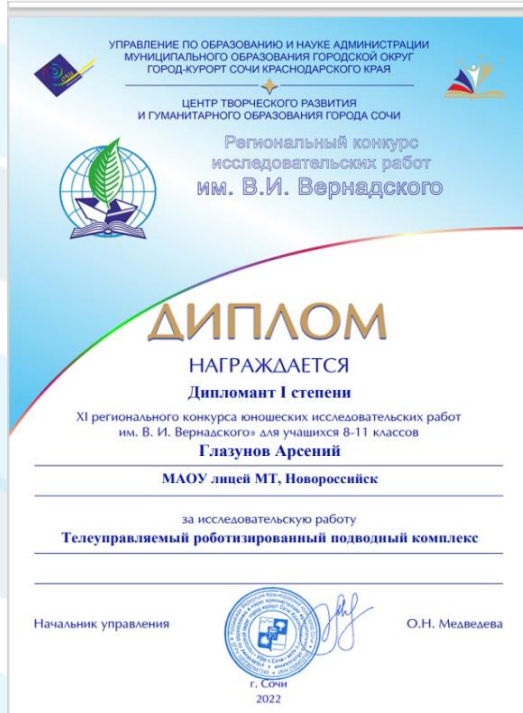 УПРАВЛЕНИЕ ПО ОБРАЗОВАНИЮ И НАУКЕ АДМИНИСТРАЦИИ
МУНИЦИПАЛЬНОГО ОБРАЗОВАНИЯ ГОРОДСКОЙ ОКРУГ
ГОРОД-КУРОРТ СОЧИ КРАСНОДАРСКОГО КРАЯ
ЦЕНТР ТВОРЧЕСКОГО РАЗВИТИЯ
И ГУМАНИТАРНОГО ОБРАЗОВАНИЯ ГОРОДА СОЧИ
Региональный конкурс
исследовательских работ
им. В.И. Вернадского
ДИПЛОМ
НАГРАЖДАЕТСЯ
Дипломант I степени
XI регионального конкурса юношеских исследовательских работ
им. В. И. Вернадского» для учащихся 8-11 классов
Глазунов Арсений
МАОУ лицей МТ, Новороссийск
за исследовательскую работу
Телеуправляемый роботизированный подводный комплекс
Начальник управления
О.Н. Медведева
г. Сочи
2022